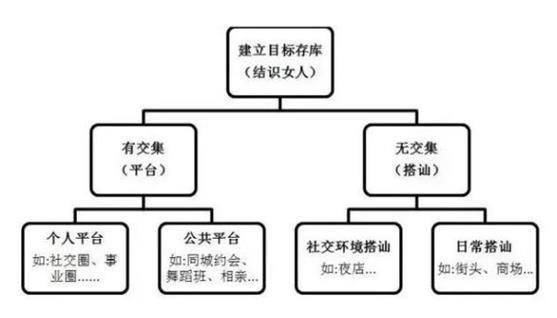 建立目标存库
（结识女人）
有交集
（平台）
无交集
（搭讪）
个人平台
如:社交圈、事
业圈......
公共平台
如:同城约会、
舞蹈班、相亲...
社交环境搭讪
如:夜店...
日常搭讪
如:街头、商场...